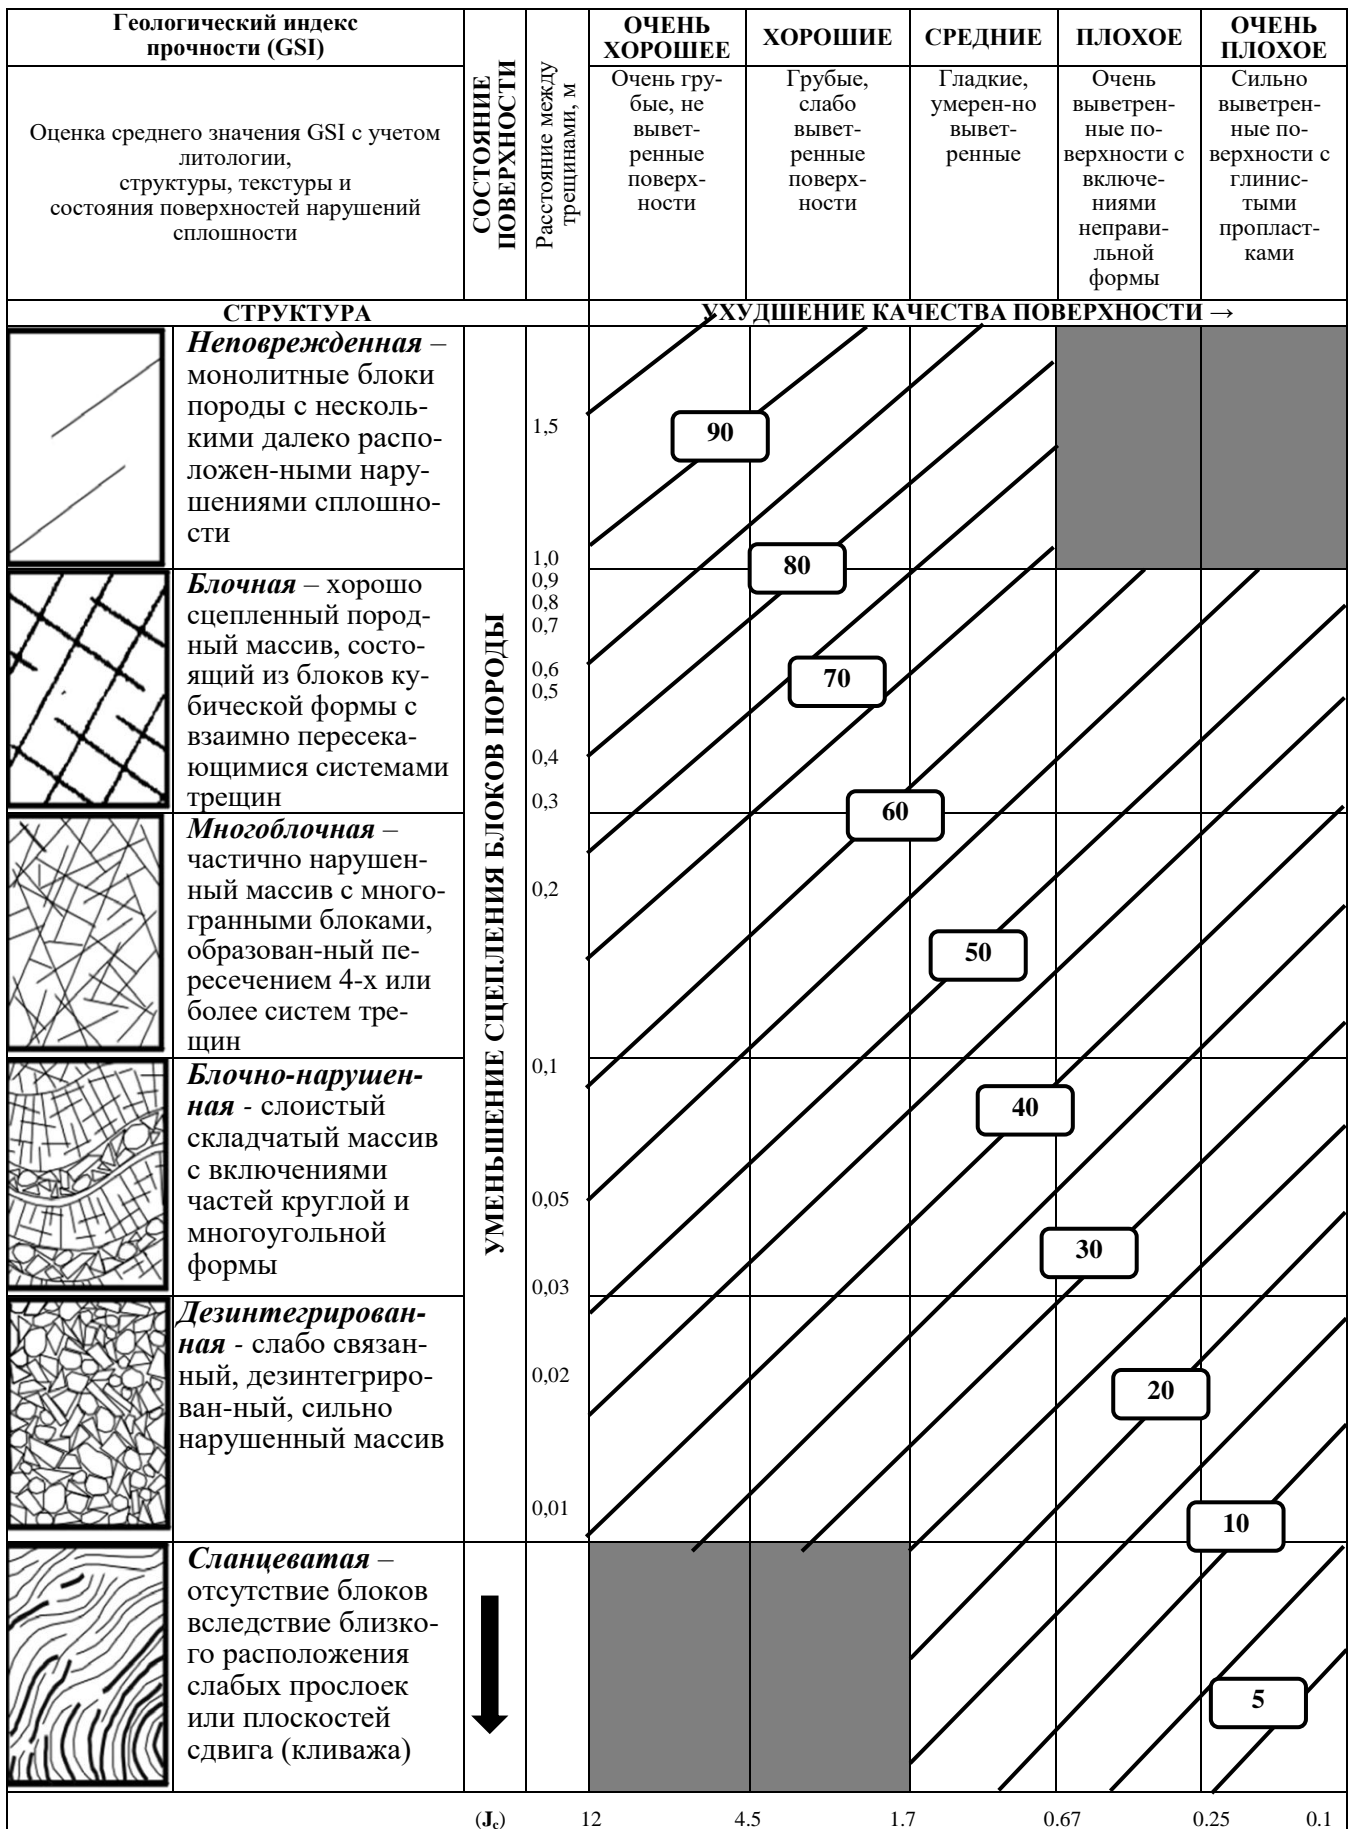 Геологический индекс
прочности (GSI)
Оценка среднего значения GSI с учетом
литологии,
структуры, текстуры и
состояния поверхностей нарушений
сплошности
СОСТОЯНИЕ
ПОВЕРХНОСТИ
Расстояние между
трещинами, м
ОЧЕНЬ
ХОРОШЕЕ
ХОРОШИЕ
СРЕДНИЕ
ПЛОХОЕ
ОЧЕНЬ
ПЛОХОЕ
Очень гру-
бые, не
вывет-
ренные
поверх-
ности
Грубые,
слабо
вывет-
ренные
поверх-
ности
Гладкие,
умерен-но
вывет-
ренные
Очень
выветрен-
ные по-
верхности с
включе-
ниями
неправи-
льной
формы
Сильно
выветрен-
ные по-
верхности с
глинис-
тыми
пропласт-
ками
СТРУКТУРА
УХУДШЕНИЕ КАЧЕСТВА ПОВЕРХНОСТИ →
Неповрежденная –
монолитные блоки
породы с несколь-
кими далеко распо-
ложен-ными нару-
шениями сплошно-
сти
Блочная – хорошо
сцепленный пород-
ный массив, состо-
ящий из блоков ку-
бической формы с
взаимно пересека-
ющимися системами
трещин
Многоблочная –
частично нарушен-
ный массив с много-
гранными блоками,
образован-ный пе-
ресечением 4-х или
более систем тре-
щин
Блочно-нарушен-
ная - слоистый
складчатый массив
с включениями
частей круглой и
многоугольной
формы
Дезинтегрирован-
ная - слабо связан-
ный, дезинтегриро-
ван-ный, сильно
нарушенный массив
Сланцеватая –
отсутствие блоков
вследствие близко-
го расположения
слабых прослоек
или плоскостей
сдвига (кливажа)
УМЕНЬШЕНИЕ СЦЕПЛЕНИЯ БЛОКОВ ПОРОДЫ
1,5
1,0
0,9
0,8
0,7
0,6
0,5
0,4
0,3
0,2
0,1
0,05
0,03
0,02
0,01
90
80
70
60
50
40
30
20
10
5
(Jc) 12 4.5 1.7 0.67 0.25 0.1